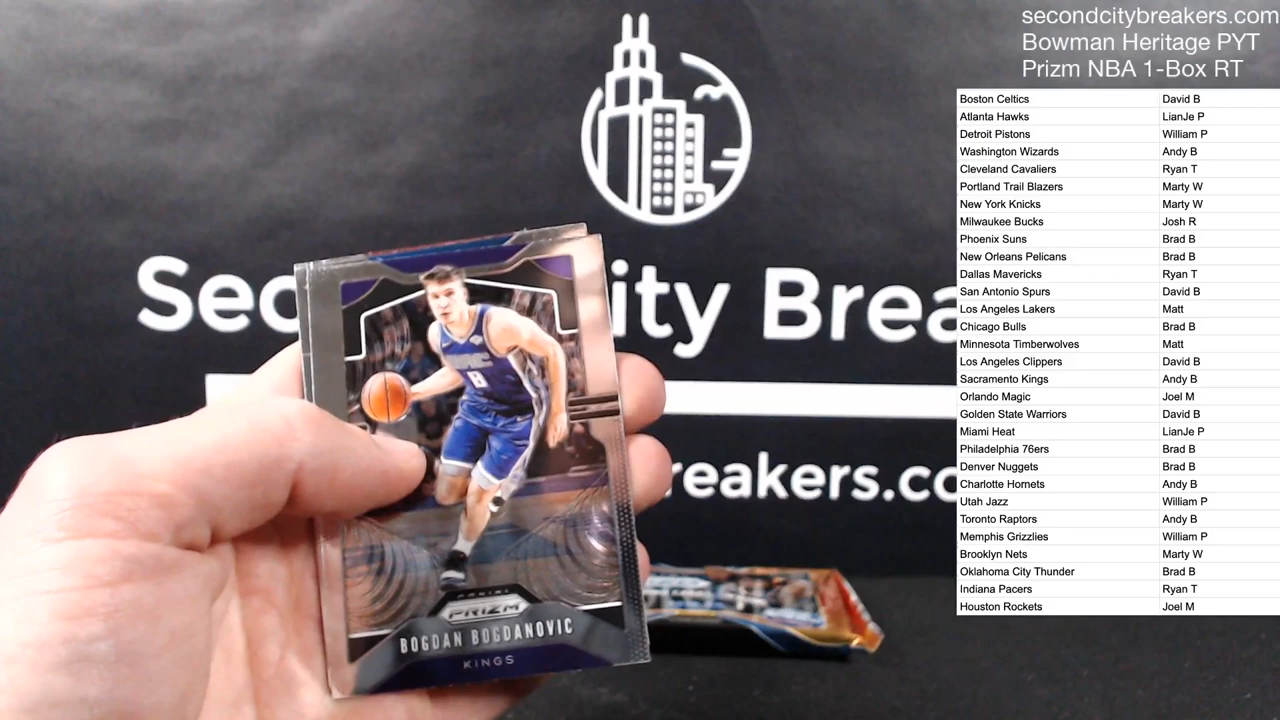 secondcitybreakers.com
Bowman Heritage PYT
Prizm NBA 1-Box RT
Boston Celtics David B
Atlanta Hawks LianJe P
Detroit Pistons William P
Washington Wizards Andy B
Cleveland Cavaliers Ryan T
Portland Trail Blazers Marty W
New York Knicks Marty W
Milwaukee Bucks Josh R
Phoenix Suns Brad B
New Orleans Pelicans Brad B
Dallas Mavericks Ryan T
San Antonio Spurs David B
Los Angeles Lakers Matt
Chicago Bulls Brad B
Minnesota Timberwolves Matt
Los Angeles Clippers David B
Sacramento Kings Andy B
Orlando Magic Joel M
Golden State Warriors David B
Miami Heat LianJe P
Philadelphia 76ers Brad B
Denver Nuggets Brad B
Charlotte Hornets Andy B
Utah Jazz William P
Toronto Raptors Andy B
Memphis Grizzlies William P
Brooklyn Nets Marty W
Oklahoma City Thunder Brad B
Indiana Pacers Ryan T
Houston Rockets Joel M
Sec ity Brea
reakers.co
8
PANINI
PRIZM
BOGDAN BOGDANOVIC
KINGS